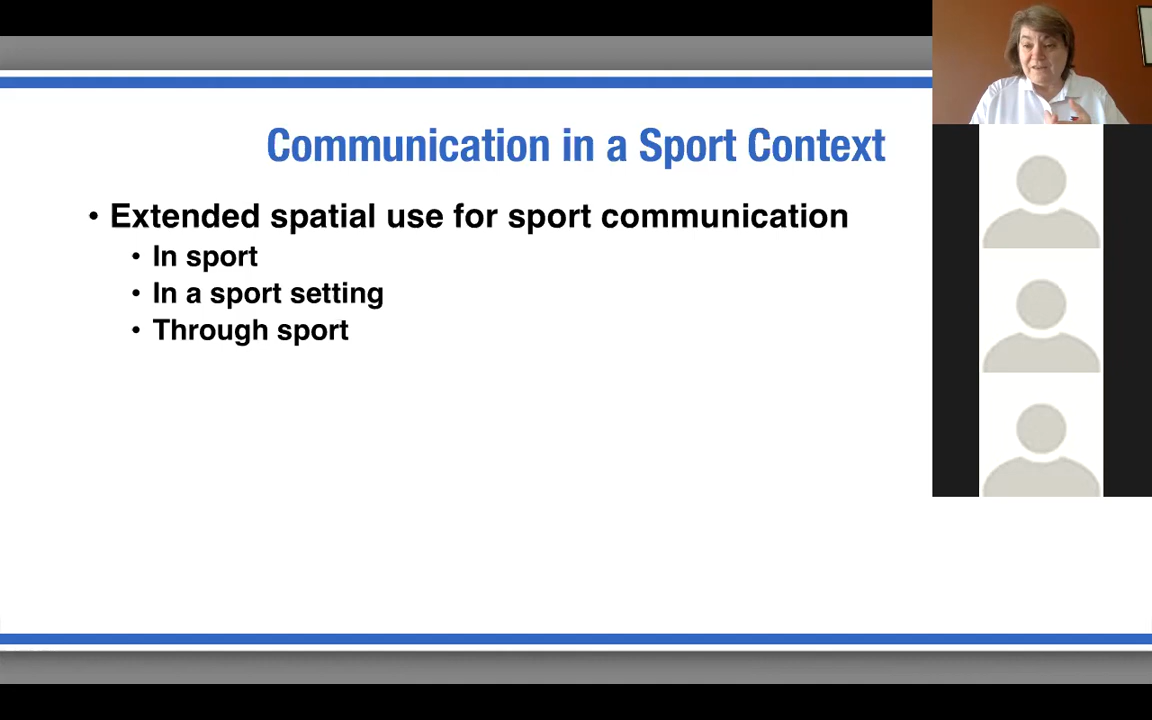 Communication in a Sport Context
• Extended spatial use for sport communication
• In sport
• In a sport setting
• Through sport